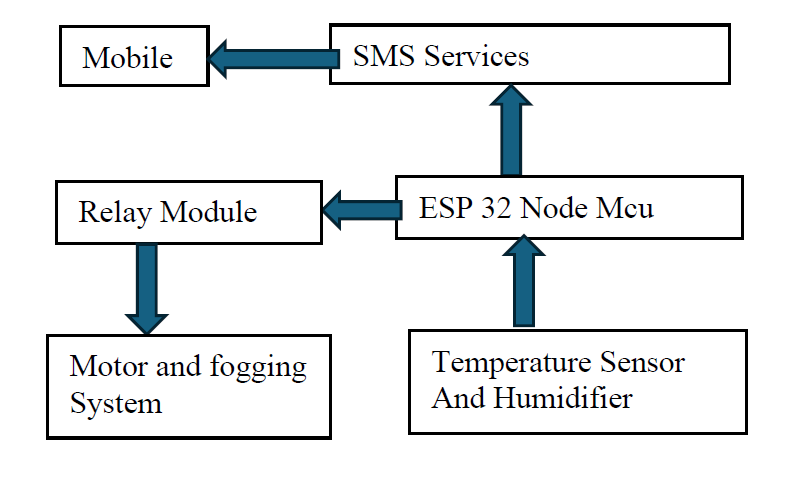 Mobile
SMS Services
Relay Module
ESP 32 Node Mcu
Motor and fogging
System
Temperature Sensor
And Humidifier